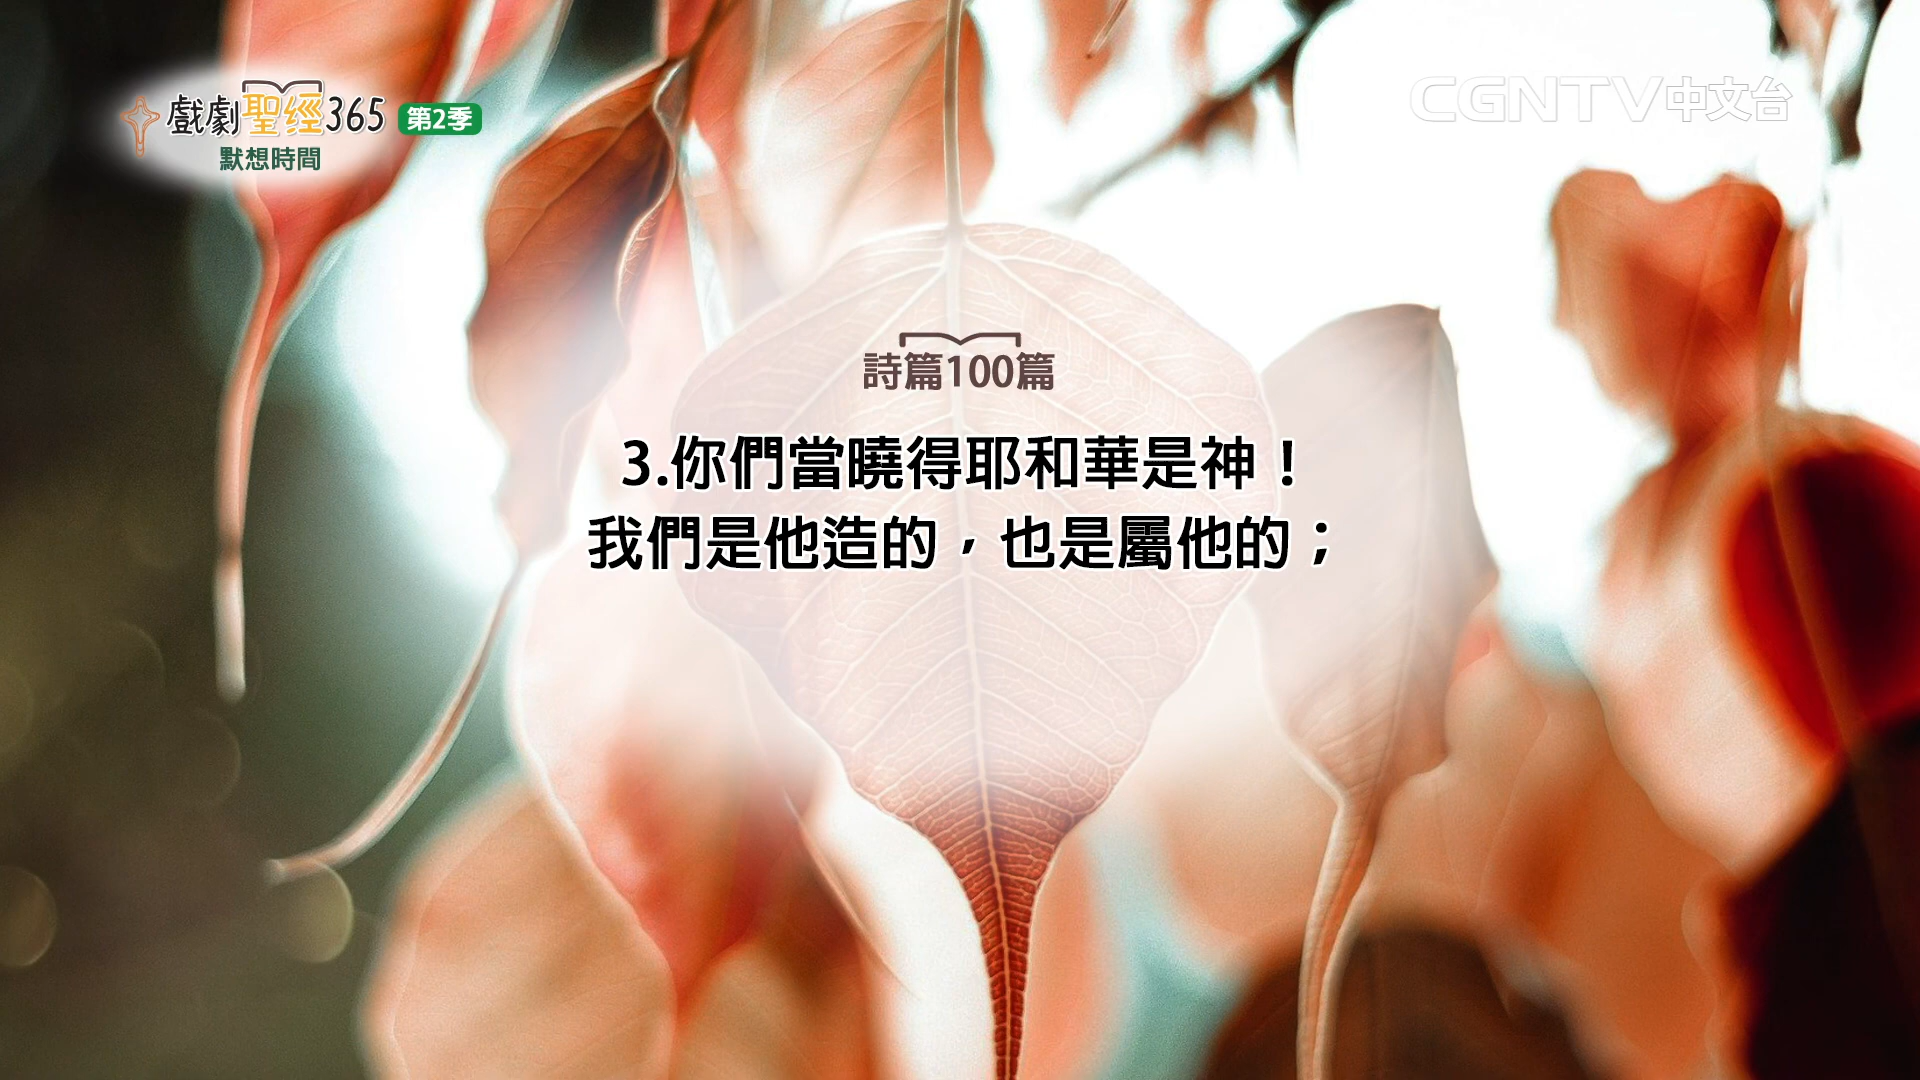 戲劇聖經365 第2季
默想時間
CGNTV中文台
詩篇100篇
3.你們當曉得耶和華是神！
我們是他造的，也是屬他的；